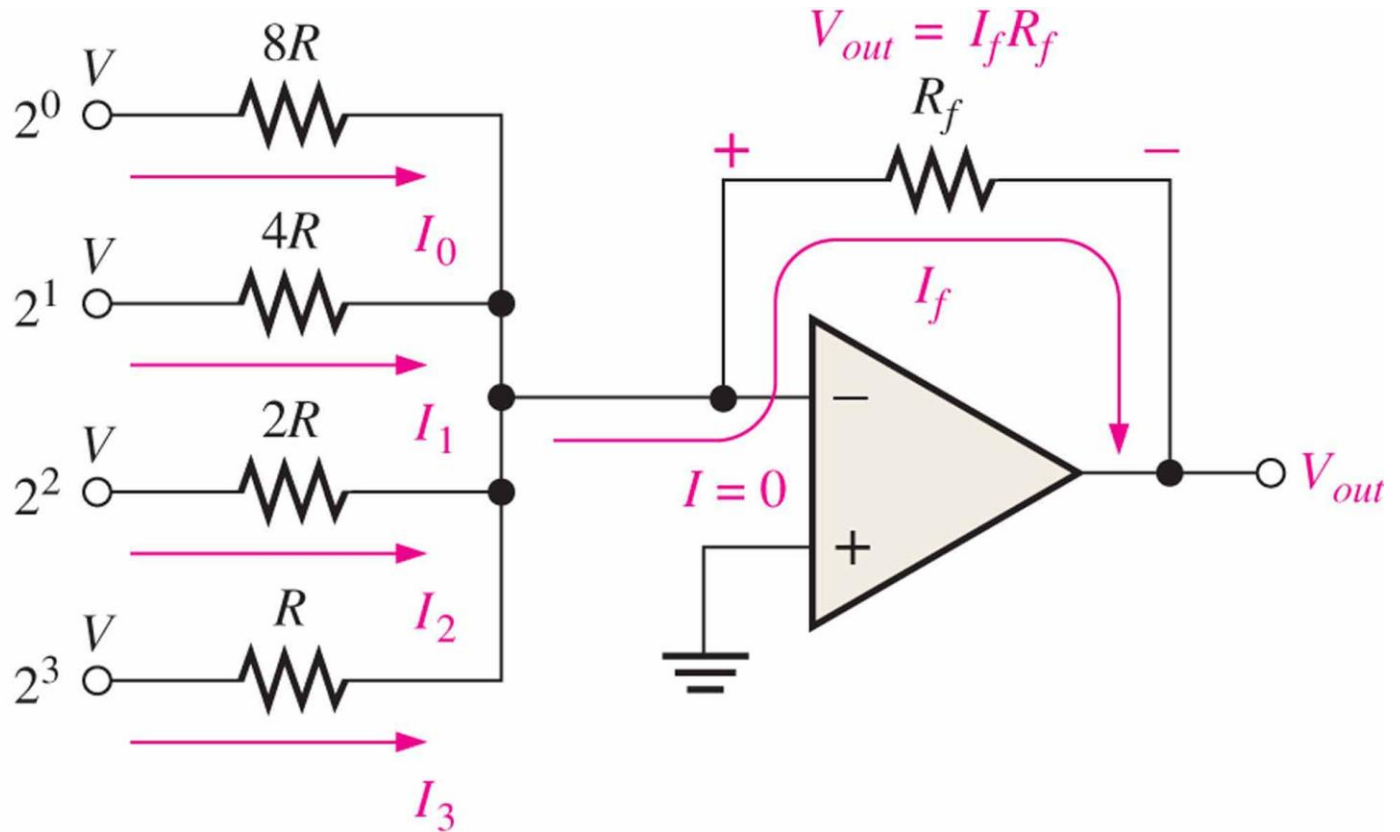 V_out = I_f R_f
8R
V
2^0
R_f
+ −
I_0
4R
V
2^1
I_f
I_1
2R
V
2^2
−
I = 0
V_out
+
I_2
R
V
2^3
I_3